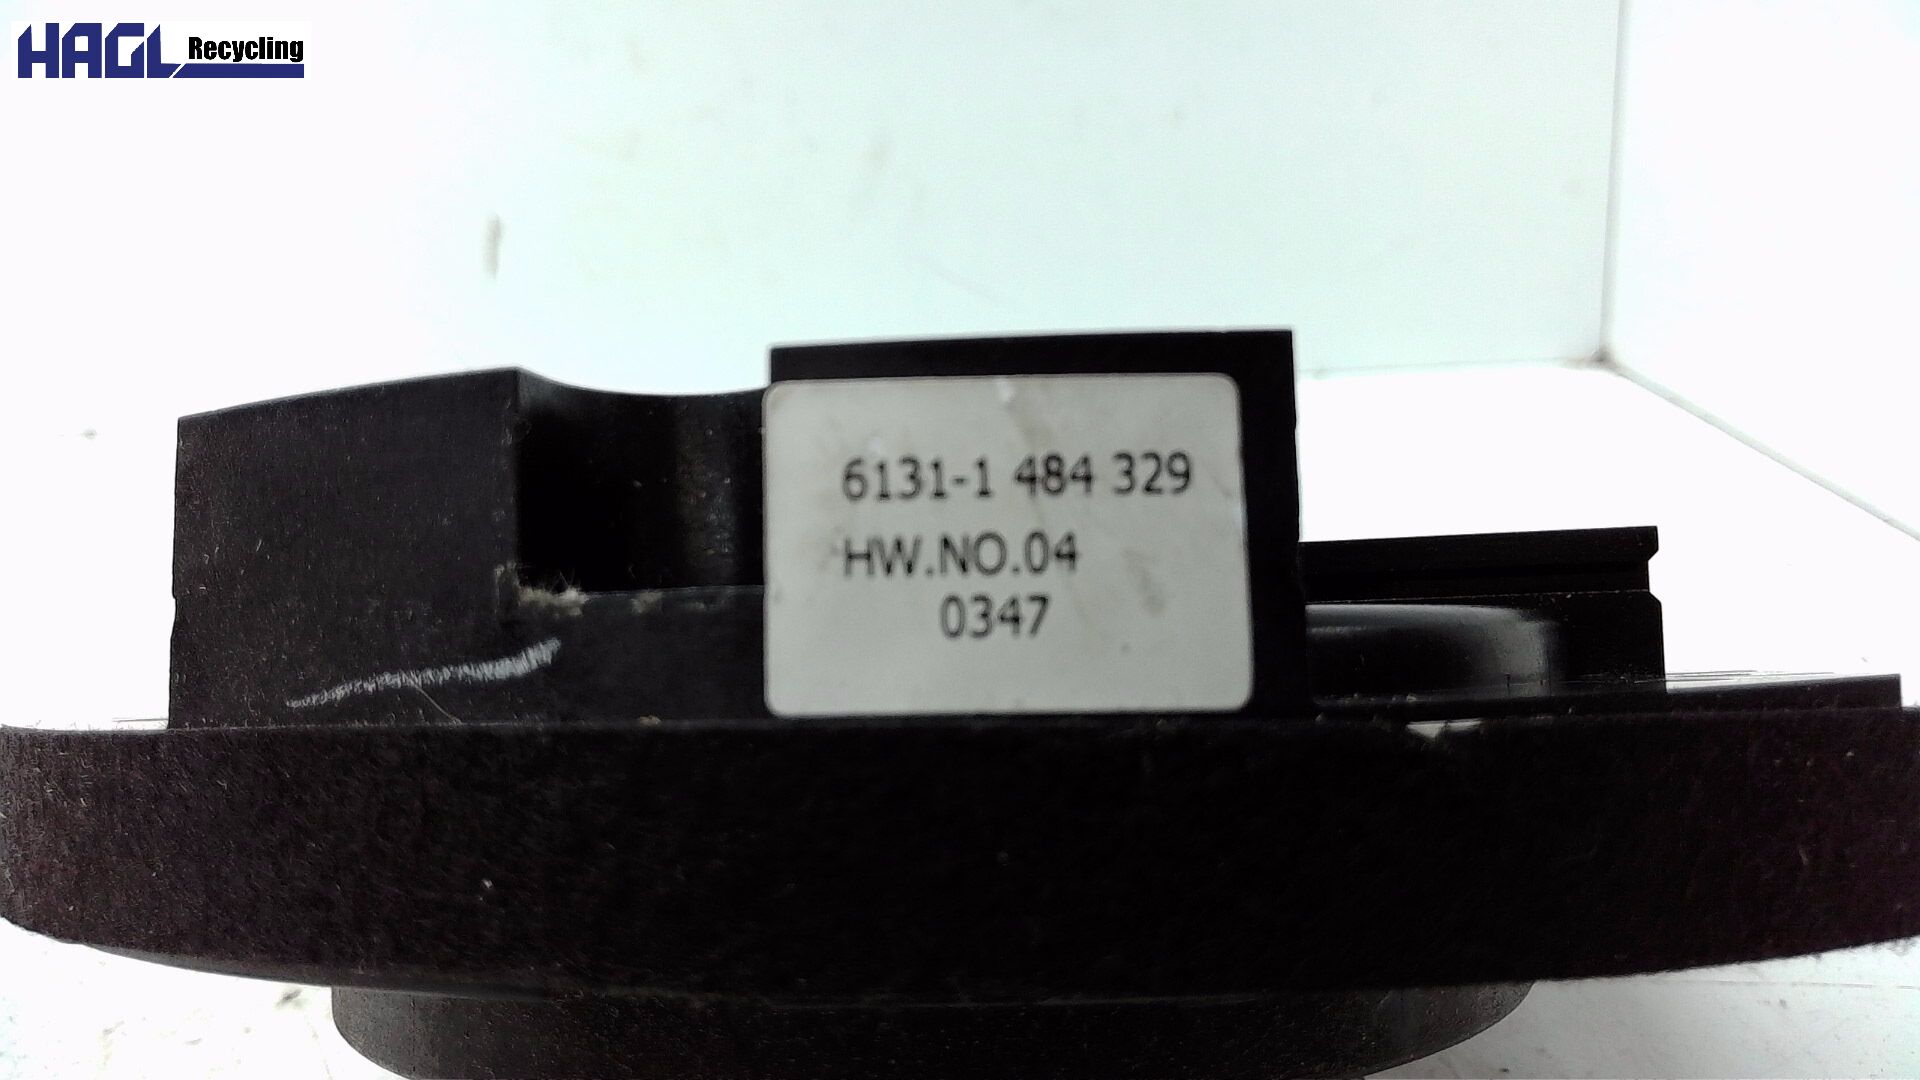 HAGL Recycling
6131-1 484 329
HW.NO.04
0347